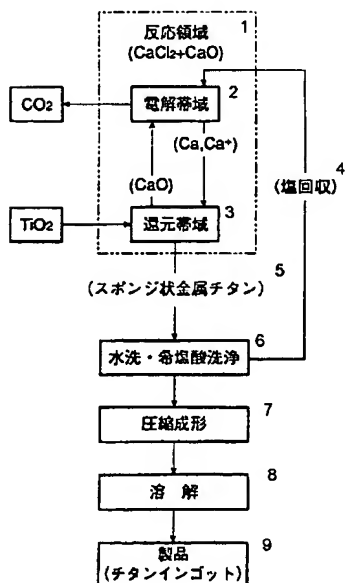 反応領域
1
(CaCl₂+CaO)
CO₂
電解帯域
2
(CaO)
(Ca,Ca⁺)
4
(塩回収)
TiO₂
還元帯域
3
5
(スポンジ状金属チタン)
6
水洗・希塩酸洗浄
7
圧縮成形
8
溶 解
9
製品
(チタンインゴット)